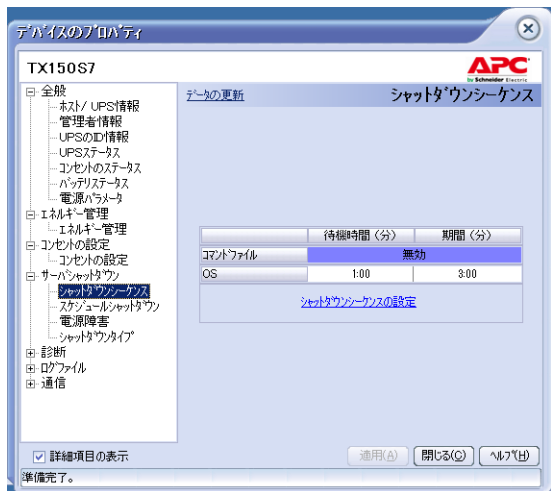 ﾃﾞﾊﾞｲｽのﾌﾟﾛﾊﾟﾃｨ
TX150S7
APC
by Schneider Electric
全般
ﾎｽﾄ/ UPS情報
管理者情報
UPSのID情報
UPSｽﾃｰﾀｽ
ｺﾝｾﾝﾄのｽﾃｰﾀｽ
ﾊﾞｯﾃﾘｽﾃｰﾀｽ
電源ﾊﾟﾗﾒｰﾀ
ｴﾈﾙｷﾞｰ管理
ｴﾈﾙｷﾞｰ管理
ｺﾝｾﾝﾄの設定
ｺﾝｾﾝﾄの設定
ｻｰﾊﾞｼｬｯﾄﾀﾞｳﾝ
ｼｬｯﾄﾀﾞｳﾝｼｰｹﾝｽ
ｽｹｼﾞｭｰﾙｼｬｯﾄﾀﾞｳﾝ
電源障害
ｼｬｯﾄﾀﾞｳﾝﾀｲﾌﾟ
診断
ﾛｸﾞﾌｧｲﾙ
通信
ﾃﾞｰﾀの更新
ｼｬｯﾄﾀﾞｳﾝｼｰｹﾝｽ
待機時間（分） 期間（分）
ｺﾏﾝﾄﾞﾌｧｲﾙ 無効
OS 1:00 3:00
ｼｬｯﾄﾀﾞｳﾝｼｰｹﾝｽの設定
詳細項目の表示
適用(A) 閉じる(C) ﾍﾙﾌﾟ(H)
準備完了。